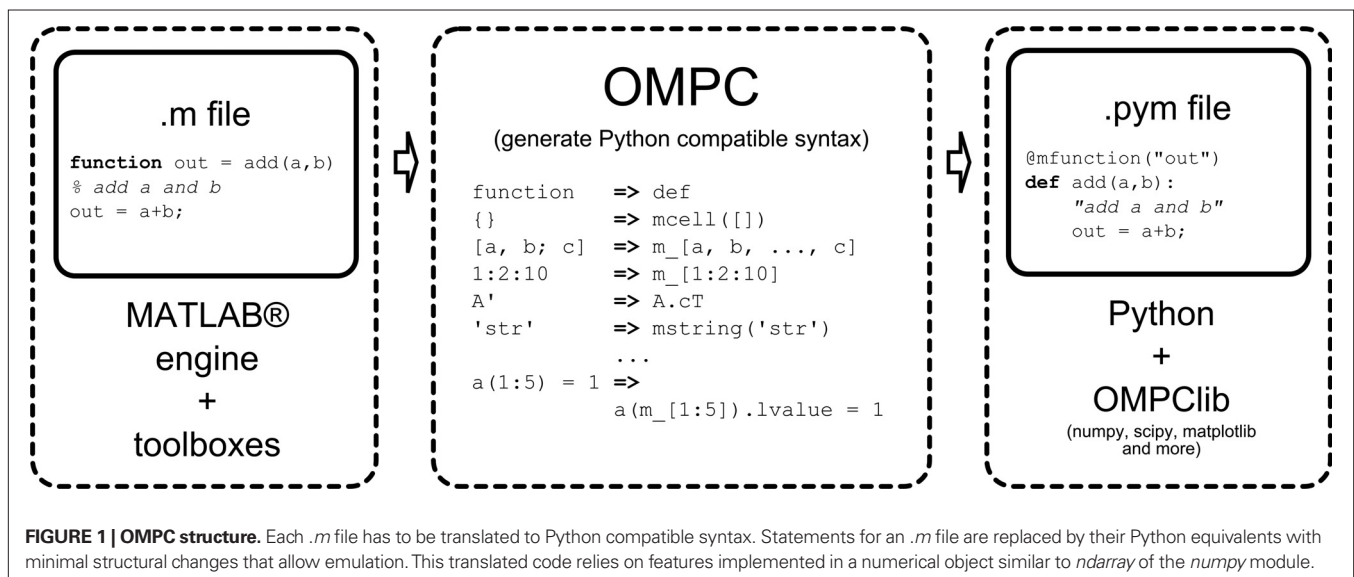 .m file
function out = add(a,b)
% add a and b
out = a+b;
MATLAB®
engine
+
toolboxes
OMPC
(generate Python compatible syntax)
function => def
{} => mcell([])
[a, b; c] => m_[a, b, ..., c]
1:2:10 => m_[1:2:10]
A' => A.cT
'str' => mstring('str')
...
a(1:5) = 1 =>
a(m_[1:5]).lvalue = 1
.pym file
@mfunction("out")
def add(a,b):
"add a and b"
out = a+b;
Python
+
OMPClib
(numpy, scipy, matplotlib
and more)
FIGURE 1 | OMPC structure. Each .m file has to be translated to Python compatible syntax. Statements for an .m file are replaced by their Python equivalents with
minimal structural changes that allow emulation. This translated code relies on features implemented in a numerical object similar to ndarray of the numpy module.